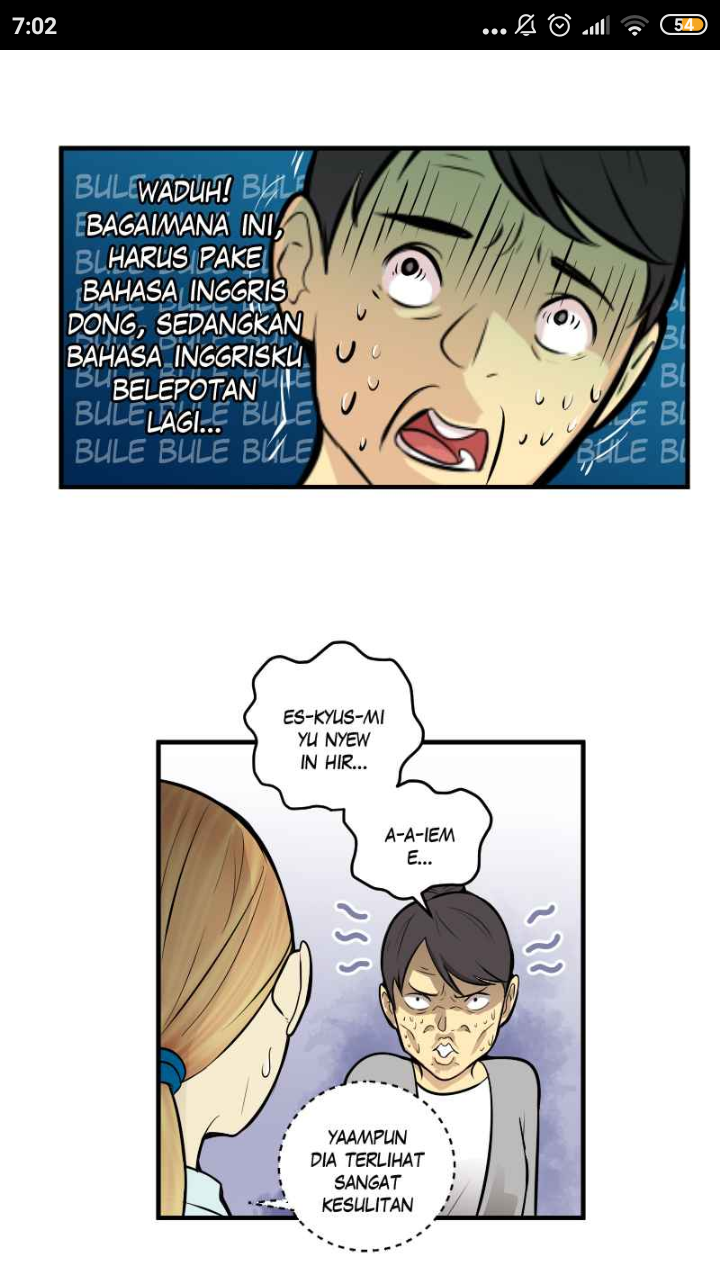 7:02
54
BULE BULE BULE
WADUH!
BAGAIMANA INI,
HARUS PAKE
BAHASA INGGRIS
DONG, SEDANGKAN
BAHASA INGGRISKU
BELEPOTAN
LAGI...
BULE BULE BULE
BULE BULE BULE
BULE
ES-KYUS-MI
YU NYEW
IN HIR...
A-A-IEM
E...
YAAMPUN
DIA TERLIHAT
SANGAT
KESULITAN